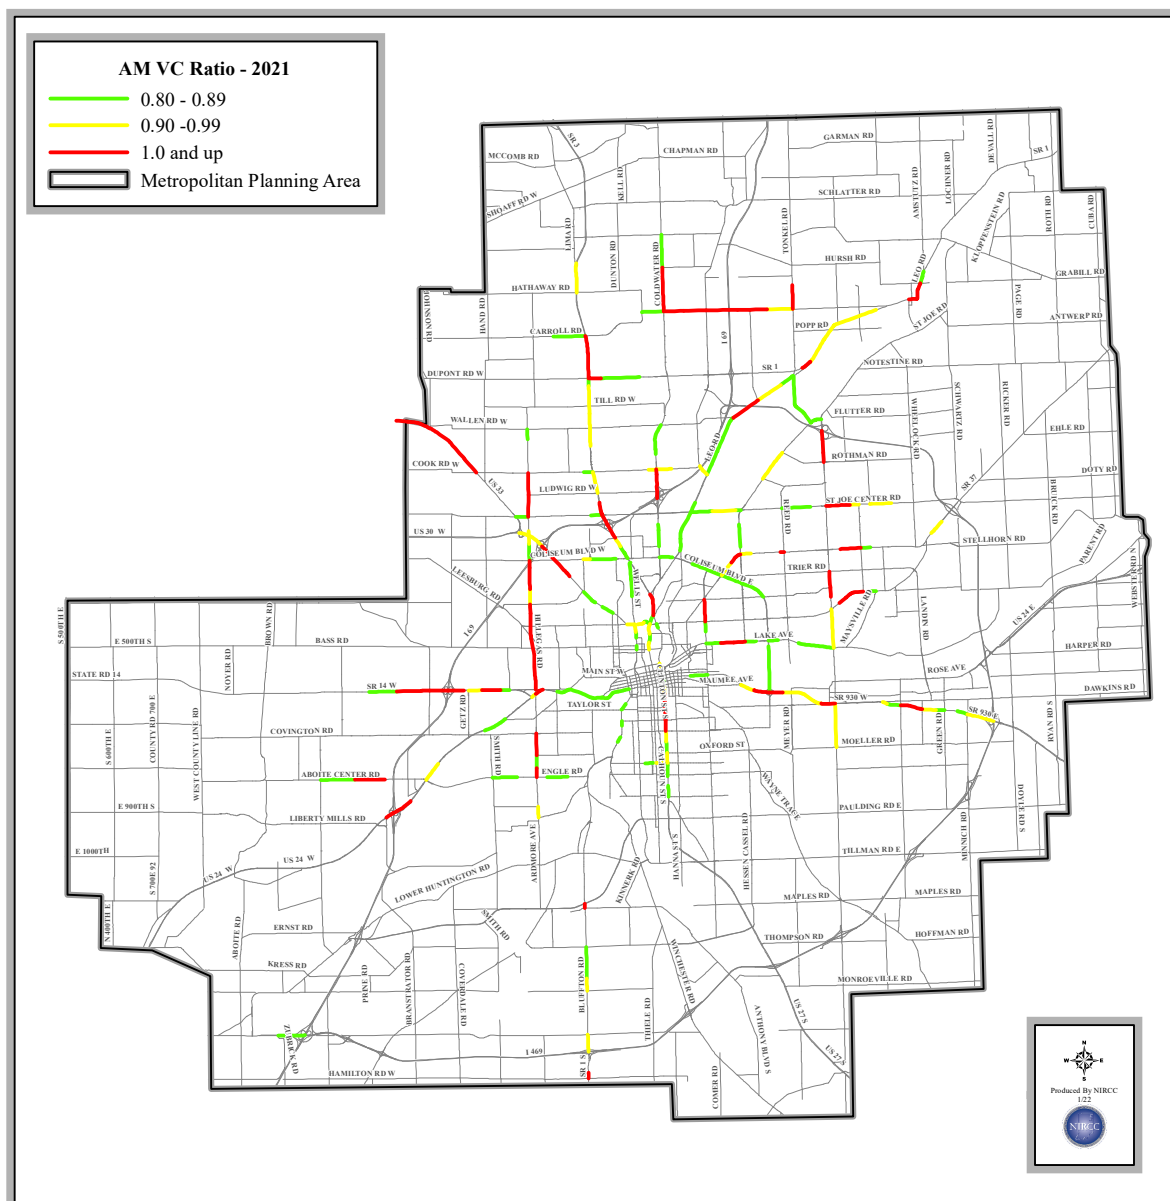 AM VC Ratio - 2021
0.80 - 0.89
0.90 -0.99
1.0 and up
Metropolitan Planning Area
SR 3
MCCOMB RD
CHAPMAN RD
GARMAN RD
DEVALL RD
SR 1
KELL RD
SHOAFF RD W
SCHLATTER RD
AMSTUTZ RD
LOCHNER RD
KLOPFENSTEIN RD
ROTH RD
CUBA RD
LIMA RD
DUNTON RD
COLDWATER RD
TONKEL RD
HURSH RD
LEO RD
GRABILL RD
HATHAWAY RD
JOHNSON RD
HAND RD
CARROLL RD
I 69
POPP RD
ST JOE RD
PAGE RD
ANTWERP RD
DUPONT RD W
SR 1
NOTESTINE RD
TILL RD W
WALLEN RD W
FLUTTER RD
WHEELOCK RD
SCHWARTZ RD
RICKER RD
EHLE RD
COOK RD W
LEO RD
ROTHMAN RD
DOTY RD
US 33
LUDWIG RD W
REED RD
ST JOE CENTER RD
SR 37
BRUICK RD
US 30 W
COLISEUM BLVD W
STELLHORN RD
PARENT RD
LEESBURG RD
WELLS ST
COLISEUM BLVD E
TRIER RD
WEBSTER RD N
S 500TH E
E 500TH S
BROWN RD
BASS RD
I 69
HILLEGAS RD
MAYSVILLE RD
LANDIN RD
US 24 E
LAKE AVE
HARPER RD
STATE RD 14
NOYER RD
MAIN ST W
MAUMEE AVE
ROSE AVE
SR 14 W
GETZ RD
TAYLOR ST
CLINTON ST S
SR 930 W
DAWKINS RD
COUNTY RD 700 E
WEST COUNTY LINE RD
S 600TH E
COVINGTON RD
SMITH RD
OXFORD ST
MEYER RD
MOELLER RD
GREEN RD
SR 930 E
RYAN RD S
ABOITE CENTER RD
ENGLE RD
CALHOUN ST S
WAYNE TRACE
E 900TH S
LIBERTY MILLS RD
PAULDING RD E
DOYLE RD S
E 1000TH
US 24 W
US 24 W
S 700E 92
ARDMORE AVE
HANNA ST S
HESSEN CASSEL RD
TILLMAN RD E
MINNICH RD
LOWER HUNTINGTON RD
KINNERK RD
MAPLES RD
MAPLES RD
N 400TH E
ABOITE RD
ERNST RD
SMITH RD
THOMPSON RD
HOFFMAN RD
KRESS RD
PRINE RD
BRANSTRATOR RD
COVERDALE RD
BLUFFTON RD
WINCHESTER RD
MONROEVILLE RD
ZUBRICK RD
THIELE RD
ANTHONY BLVD S
US 27 S
US 27 S
I 469
HAMILTON RD W
SR 1 S
COMER RD
N
W
E
S
Produced By NIRCC
1/22
NIRCC